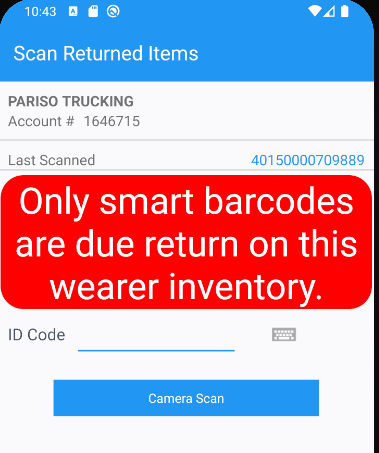 10:43
Scan Returned Items
PARISO TRUCKING
Account # 1646715
Last Scanned 40150000709889
Only smart barcodes
are due return on this
wearer inventory.
ID Code
Camera Scan